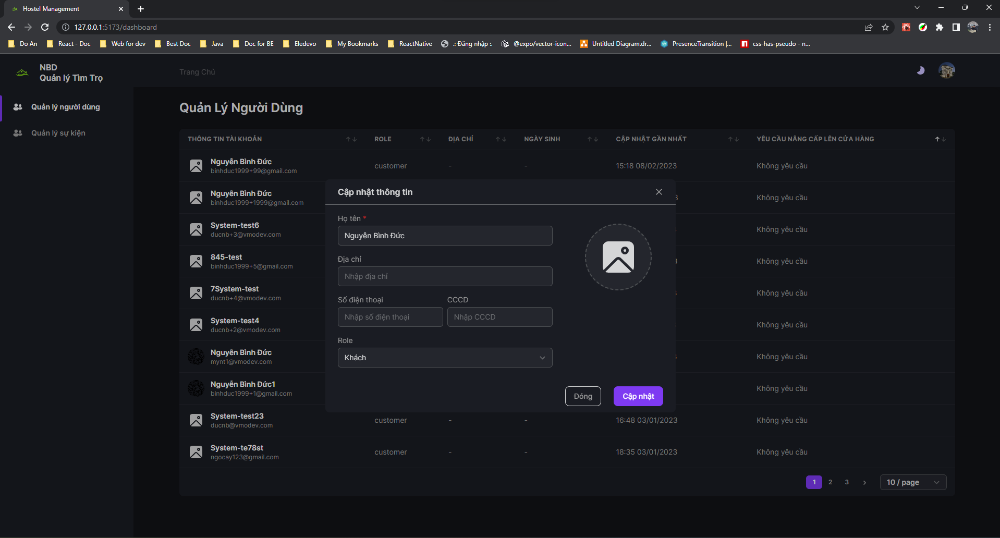 Hostel Management
127.0.0.1:5173/dashboard
Do An
React - Doc
Web for dev
Best Doc
Java
Doc for BE
Eledevo
My Bookmarks
ReactNative
.: Đăng nhập :.
@expo/vector-icon...
Untitled Diagram.dr...
PresenceTransition |...
css-has-pseudo - n...
NBD
Quản lý Tìm Trọ
Trang Chủ
Quản lý người dùng
Quản lý sự kiện
Quản Lý Người Dùng
THÔNG TIN TÀI KHOẢN ROLE ĐỊA CHỈ NGÀY SINH CẬP NHẬT GẦN NHẤT YÊU CẦU NÂNG CẤP LÊN CỬA HÀNG
Nguyễn Bình Đức
binhduc1999+99@gmail.com
customer - - 15:18 08/02/2023 Không yêu cầu
Nguyễn Bình Đức
binhduc1999+1999@gmail.com
3 Không yêu cầu
System-test6
ducnb+3@vmodev.com
Không yêu cầu
845-test
binhduc1999+5@gmail.com
Không yêu cầu
7System-test
ducnb+4@vmodev.com
Không yêu cầu
System-test4
ducnb+2@vmodev.com
Không yêu cầu
Nguyễn Bình Đức
mynt1@vmodev.com
Không yêu cầu
Nguyễn Bình Đức1
binhduc1999+1@gmail.com
Không yêu cầu
System-test23
ducnb@vmodev.com
customer - - 16:48 03/01/2023 Không yêu cầu
System-te78st
ngocay123@gmail.com
customer - - 18:35 03/01/2023 Không yêu cầu
1 2 3 10 / page
Cập nhật thông tin
Họ tên *
Nguyễn Bình Đức
Địa chỉ
Nhập địa chỉ
Số điện thoại CCCD
Nhập số điện thoại Nhập CCCD
Role
Khách
Đóng Cập nhật